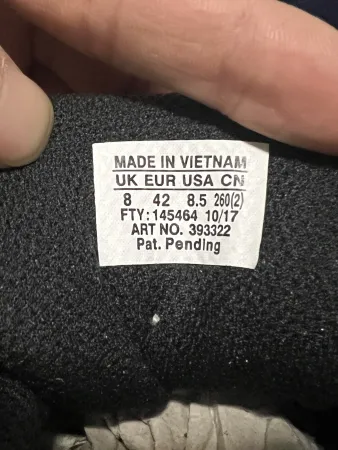 MADE IN VIETNAM
UK EUR USA CN
8 42 8.5 260(2)
FTY: 145464 10/17
ART NO. 393322
Pat. Pending